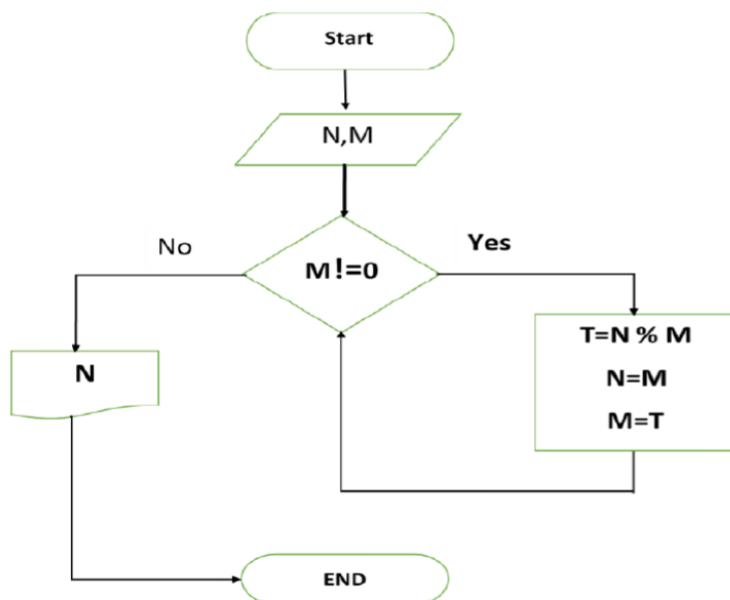 Start
N,M
M!=0
No
Yes
N
T=N % M
N=M
M=T
END